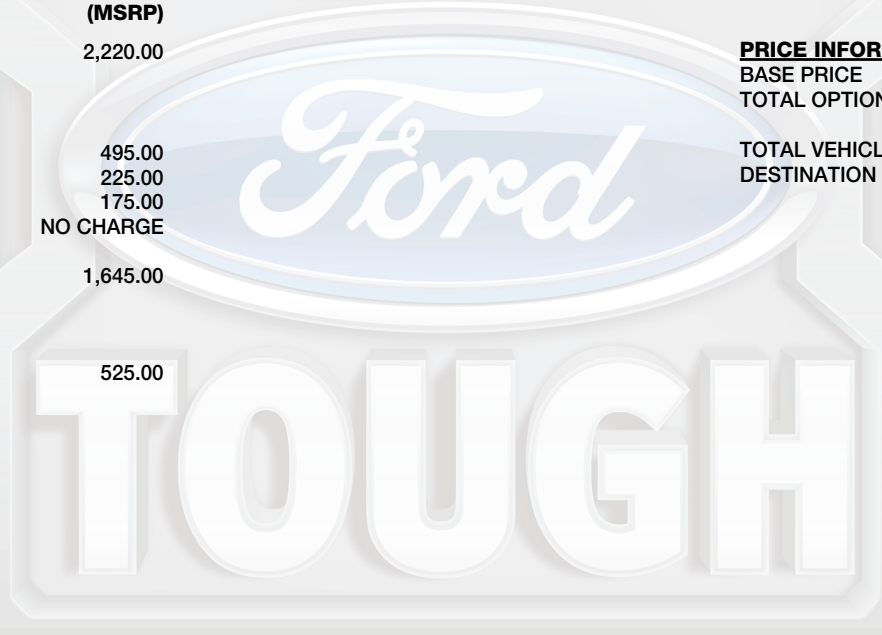 (MSRP)
2,220.00
495.00
225.00
175.00
NO CHARGE
1,645.00
525.00
PRICE INFOR
BASE PRICE
TOTAL OPTION
TOTAL VEHICL
DESTINATION
Ford
TOUGH